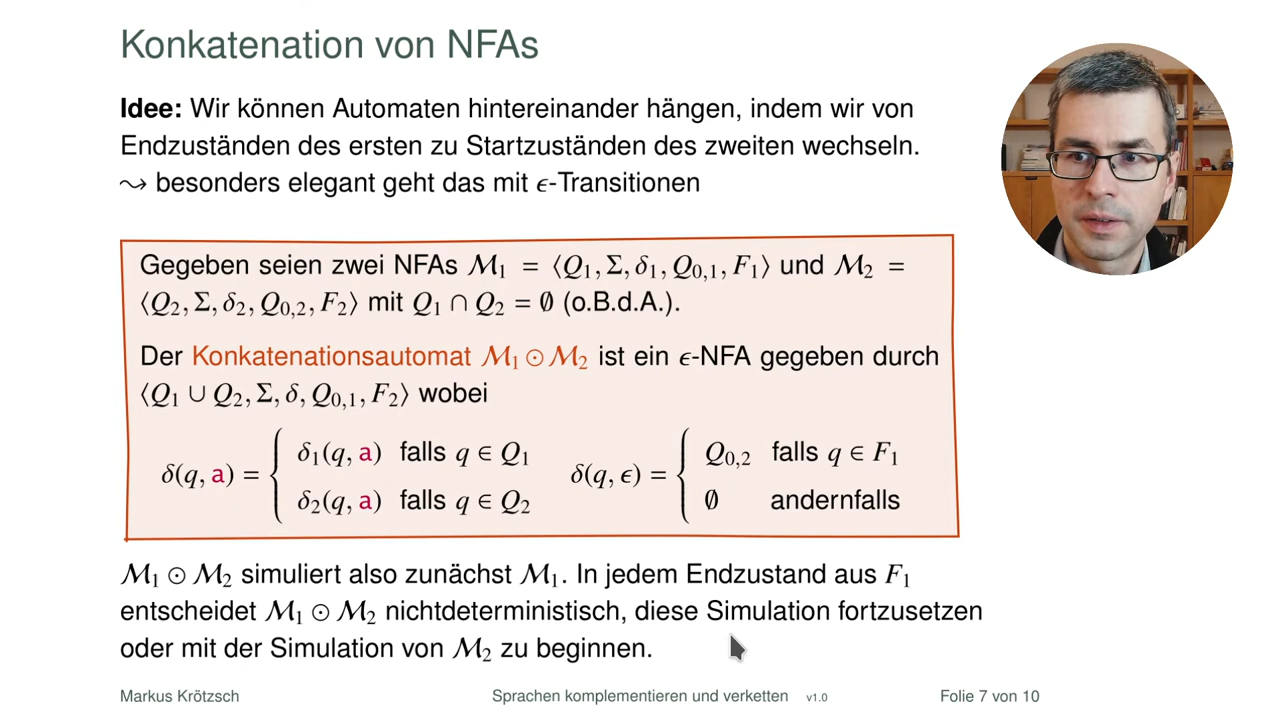 Konkatenation von NFAs
Idee: Wir können Automaten hintereinander hängen, indem wir von
Endzuständen des ersten zu Startzuständen des zweiten wechseln.
⇝ besonders elegant geht das mit ϵ-Transitionen
Gegeben seien zwei NFAs ℳ₁ = ⟨Q₁, Σ, δ₁, Q₀,₁, F₁⟩ und ℳ₂ =
⟨Q₂, Σ, δ₂, Q₀,₂, F₂⟩ mit Q₁ ∩ Q₂ = ∅ (o.B.d.A.).
Der Konkatenationsautomat ℳ₁ ⊙ ℳ₂ ist ein ϵ-NFA gegeben durch
⟨Q₁ ∪ Q₂, Σ, δ, Q₀,₁, F₂⟩ wobei
δ(q, a) = { δ₁(q, a) falls q ∈ Q₁
δ₂(q, a) falls q ∈ Q₂
δ(q, ϵ) = { Q₀,₂ falls q ∈ F₁
∅ andernfalls
ℳ₁ ⊙ ℳ₂ simuliert also zunächst ℳ₁. In jedem Endzustand aus F₁
entscheidet ℳ₁ ⊙ ℳ₂ nichtdeterministisch, diese Simulation fortzusetzen
oder mit der Simulation von ℳ₂ zu beginnen.
Markus Krötzsch Sprachen komplementieren und verketten v1.0 Folie 7 von 10